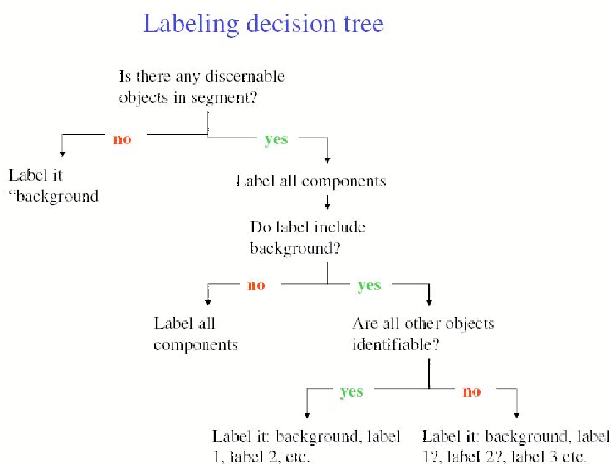 Labeling decision tree
Is there any discernable
objects in segment?
no
yes
Label it
“background
Label all components
Do label include
background?
no
yes
Label all
components
Are all other objects
identifiable?
yes
no
Label it: background, label
1, label 2, etc.
Label it: background, label
1?, label 2?, label 3 etc.